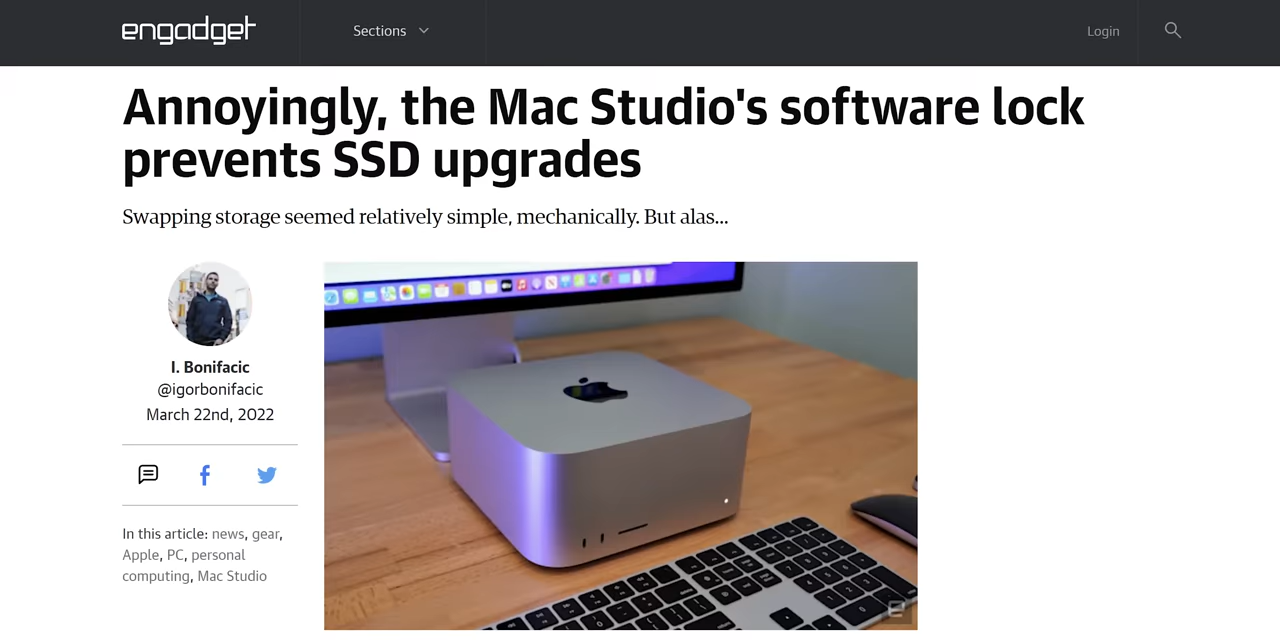 engadget
Sections
Login
Annoyingly, the Mac Studio's software lock
prevents SSD upgrades
Swapping storage seemed relatively simple, mechanically. But alas...
I. Bonifacic
@igorbonifacic
March 22nd, 2022
In this article: news, gear,
Apple, PC, personal
computing, Mac Studio